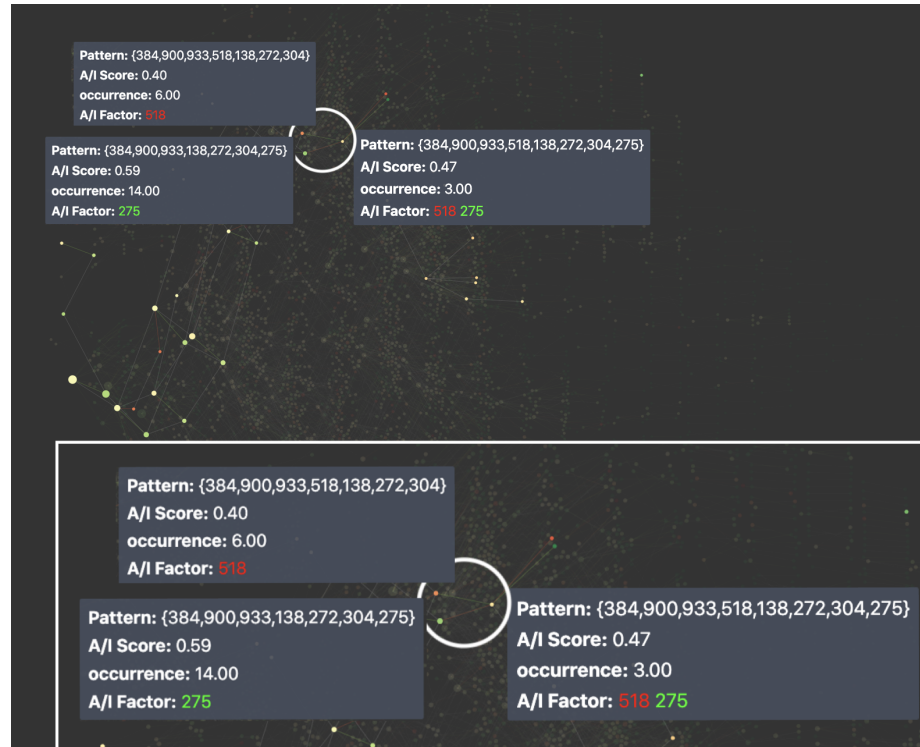 Pattern: {384,900,933,518,138,272,304}
A/I Score: 0.40
occurrence: 6.00
A/I Factor: 518
Pattern: {384,900,933,138,272,304,275}
A/I Score: 0.59
occurrence: 14.00
A/I Factor: 275
Pattern: {384,900,933,518,138,272,304,275}
A/I Score: 0.47
occurrence: 3.00
A/I Factor: 518 275
Pattern: {384,900,933,518,138,272,304}
A/I Score: 0.40
occurrence: 6.00
A/I Factor: 518
Pattern: {384,900,933,138,272,304,275}
A/I Score: 0.59
occurrence: 14.00
A/I Factor: 275
Pattern: {384,900,933,518,138,272,304,275}
A/I Score: 0.47
occurrence: 3.00
A/I Factor: 518 275